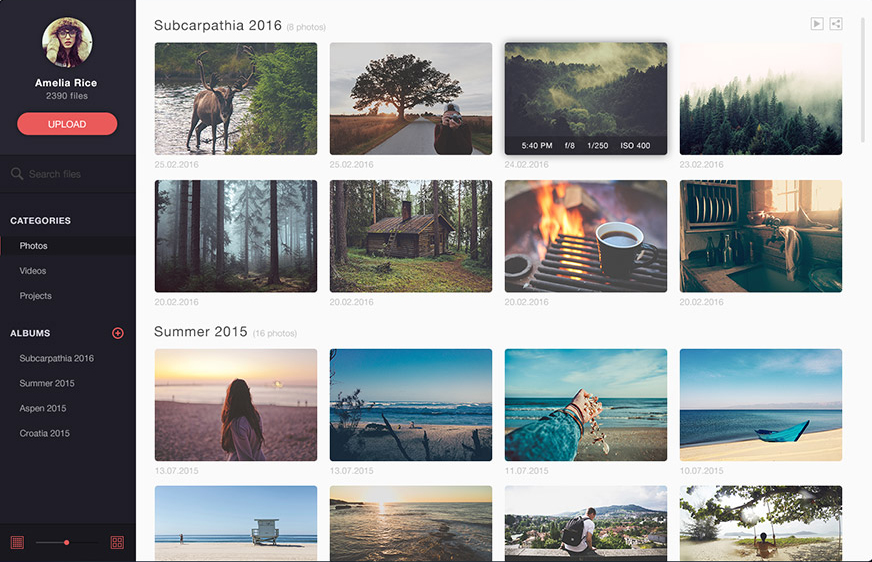 Amelia Rice
2390 files
UPLOAD
Search files
CATEGORIES
Photos
Videos
Projects
ALBUMS
Subcarpathia 2016
Summer 2015
Aspen 2015
Croatia 2015
Subcarpathia 2016 (8 photos)
5:40 PM f/8 1/250 ISO 400
25.02.2016 25.02.2016 24.02.2016 23.02.2016
20.02.2016 20.02.2016 20.02.2016 20.02.2016
Summer 2015 (16 photos)
13.07.2015 13.07.2015 11.07.2015 10.07.2015